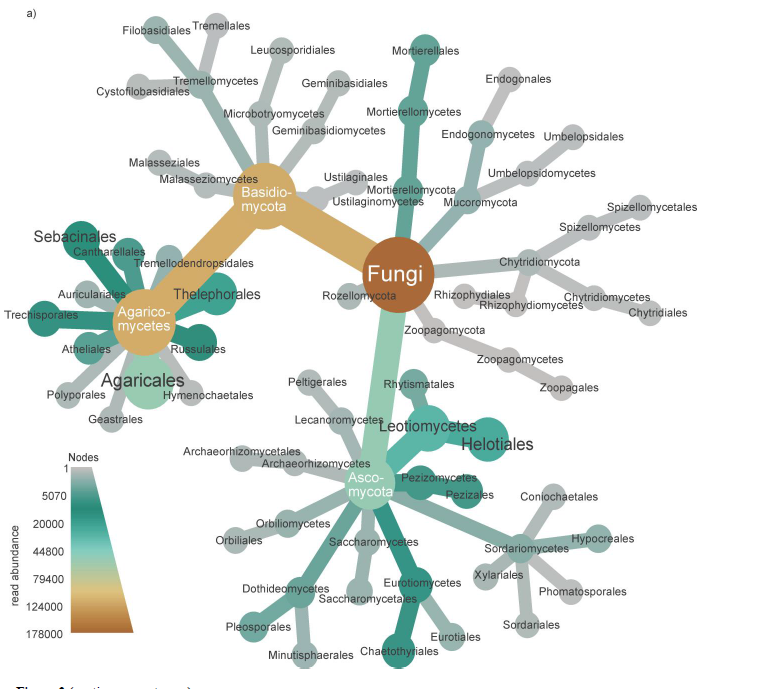 a)
Filobasidiales
Tremellales
Leucosporidiales
Mortierellales
Cystofilobasidiales
Tremellomycetes
Geminibasidiales
Endogonales
Microbotryomycetes
Mortierellomycetes
Geminibasidiomycetes
Endogonomycetes
Umbelopsidales
Malasseziales
Malasseziomycetes
Ustilaginales
Umbelopsidomycetes
Basidio-
mycota
Mortierellomycota
Ustilaginomycetes
Mucoromycota
Spizellomycetales
Spizellomycetes
Sebacinales
Cantharellales
Tremellodendropsidales
Chytridiomycota
Fungi
Auriculariales
Thelephorales
Rozellomycota
Rhizophydiales
Rhizophydiomycetes
Chytridiomycetes
Chytridiales
Trechisporales
Agarico-
mycetes
Zoopagomycota
Atheliales
Russulales
Zoopagomycetes
Agaricales
Peltigerales
Rhytismatales
Zoopagales
Polyporales
Hymenochaetales
Geastrales
Lecanoromycetes
Leotiomycetes
Helotiales
Archaeorhizomycetales
Archaeorhizomycetes
Nodes
1
5070
20000
44800
79400
124000
178000
read abundance
Asco-
mycota
Pezizomycetes
Pezizales
Coniochaetales
Orbiliomycetes
Orbiliales
Saccharomycetes
Sordariomycetes
Hypocreales
Xylariales
Dothideomycetes
Eurotiomycetes
Saccharomycetales
Phomatosporales
Pleosporales
Sordariales
Eurotiales
Minutisphaerales
Chaetothyriales